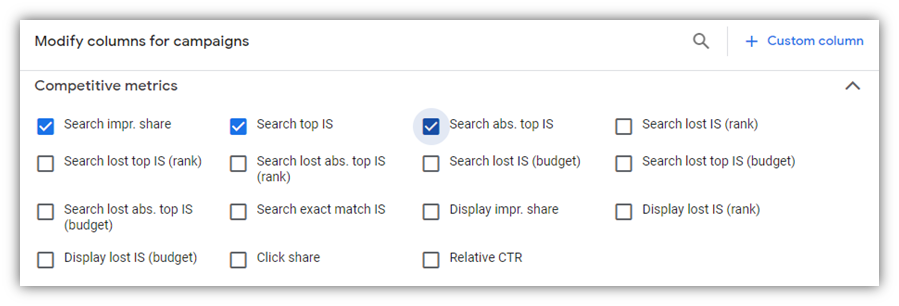 Modify columns for campaigns
+ Custom column
Competitive metrics
Search impr. share
Search top IS
Search abs. top IS
Search lost IS (rank)
Search lost top IS (rank)
Search lost abs. top IS
(rank)
Search lost IS (budget)
Search lost top IS (budget)
Search lost abs. top IS
(budget)
Search exact match IS
Display impr. share
Display lost IS (rank)
Display lost IS (budget)
Click share
Relative CTR